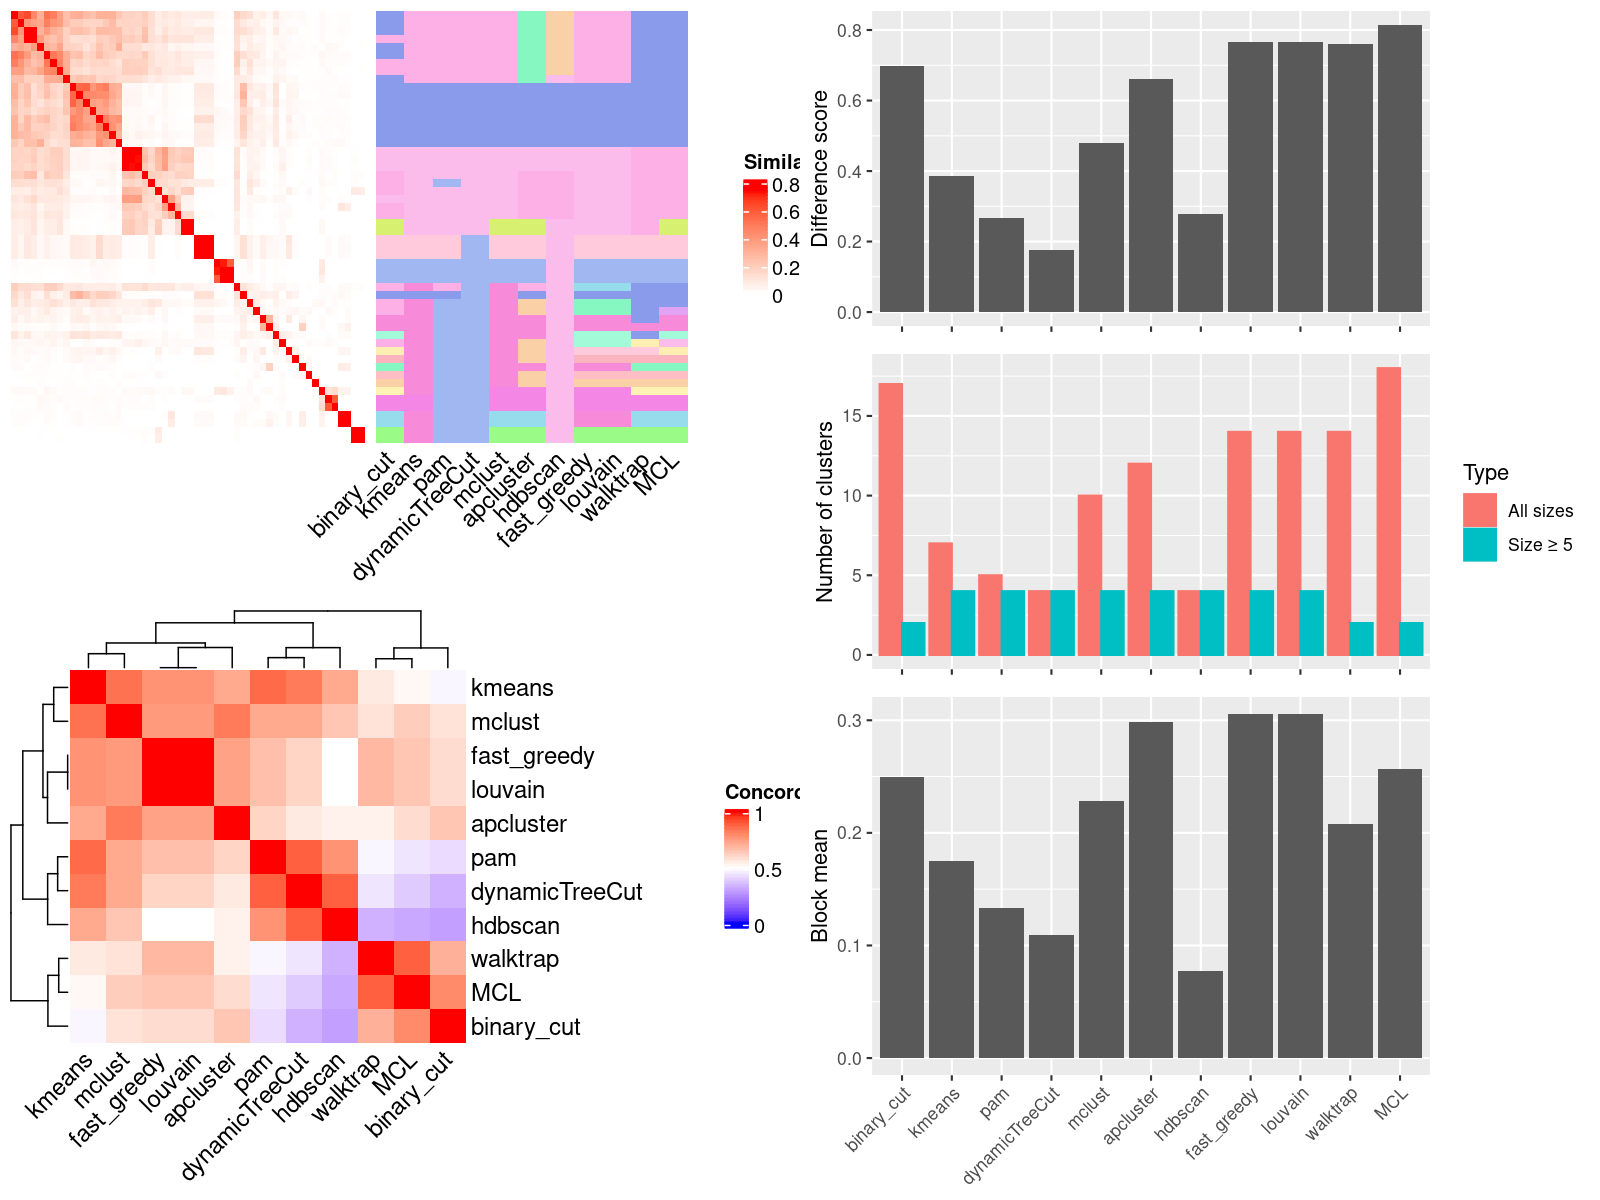 Simila
0.8
0.6
0.4
0.2
0
binary_cut
kmeans
pam
dynamicTreeCut
mclust
apcluster
hdbscan
fast_greedy
louvain
walktrap
MCL
kmeans
mclust
fast_greedy
louvain
apcluster
pam
dynamicTreeCut
hdbscan
walktrap
MCL
binary_cut
Concord
1
0.5
0
kmeans
mclust
fast_greedy
louvain
apcluster
pam
dynamicTreeCut
hdbscan
walktrap
MCL
binary_cut
Difference score
0.8
0.6
0.4
0.2
0.0
Number of clusters
15
10
5
0
Type
All sizes
Size ≥ 5
Block mean
0.3
0.2
0.1
0.0
binary_cut
kmeans
pam
dynamicTreeCut
mclust
apcluster
hdbscan
fast_greedy
louvain
walktrap
MCL